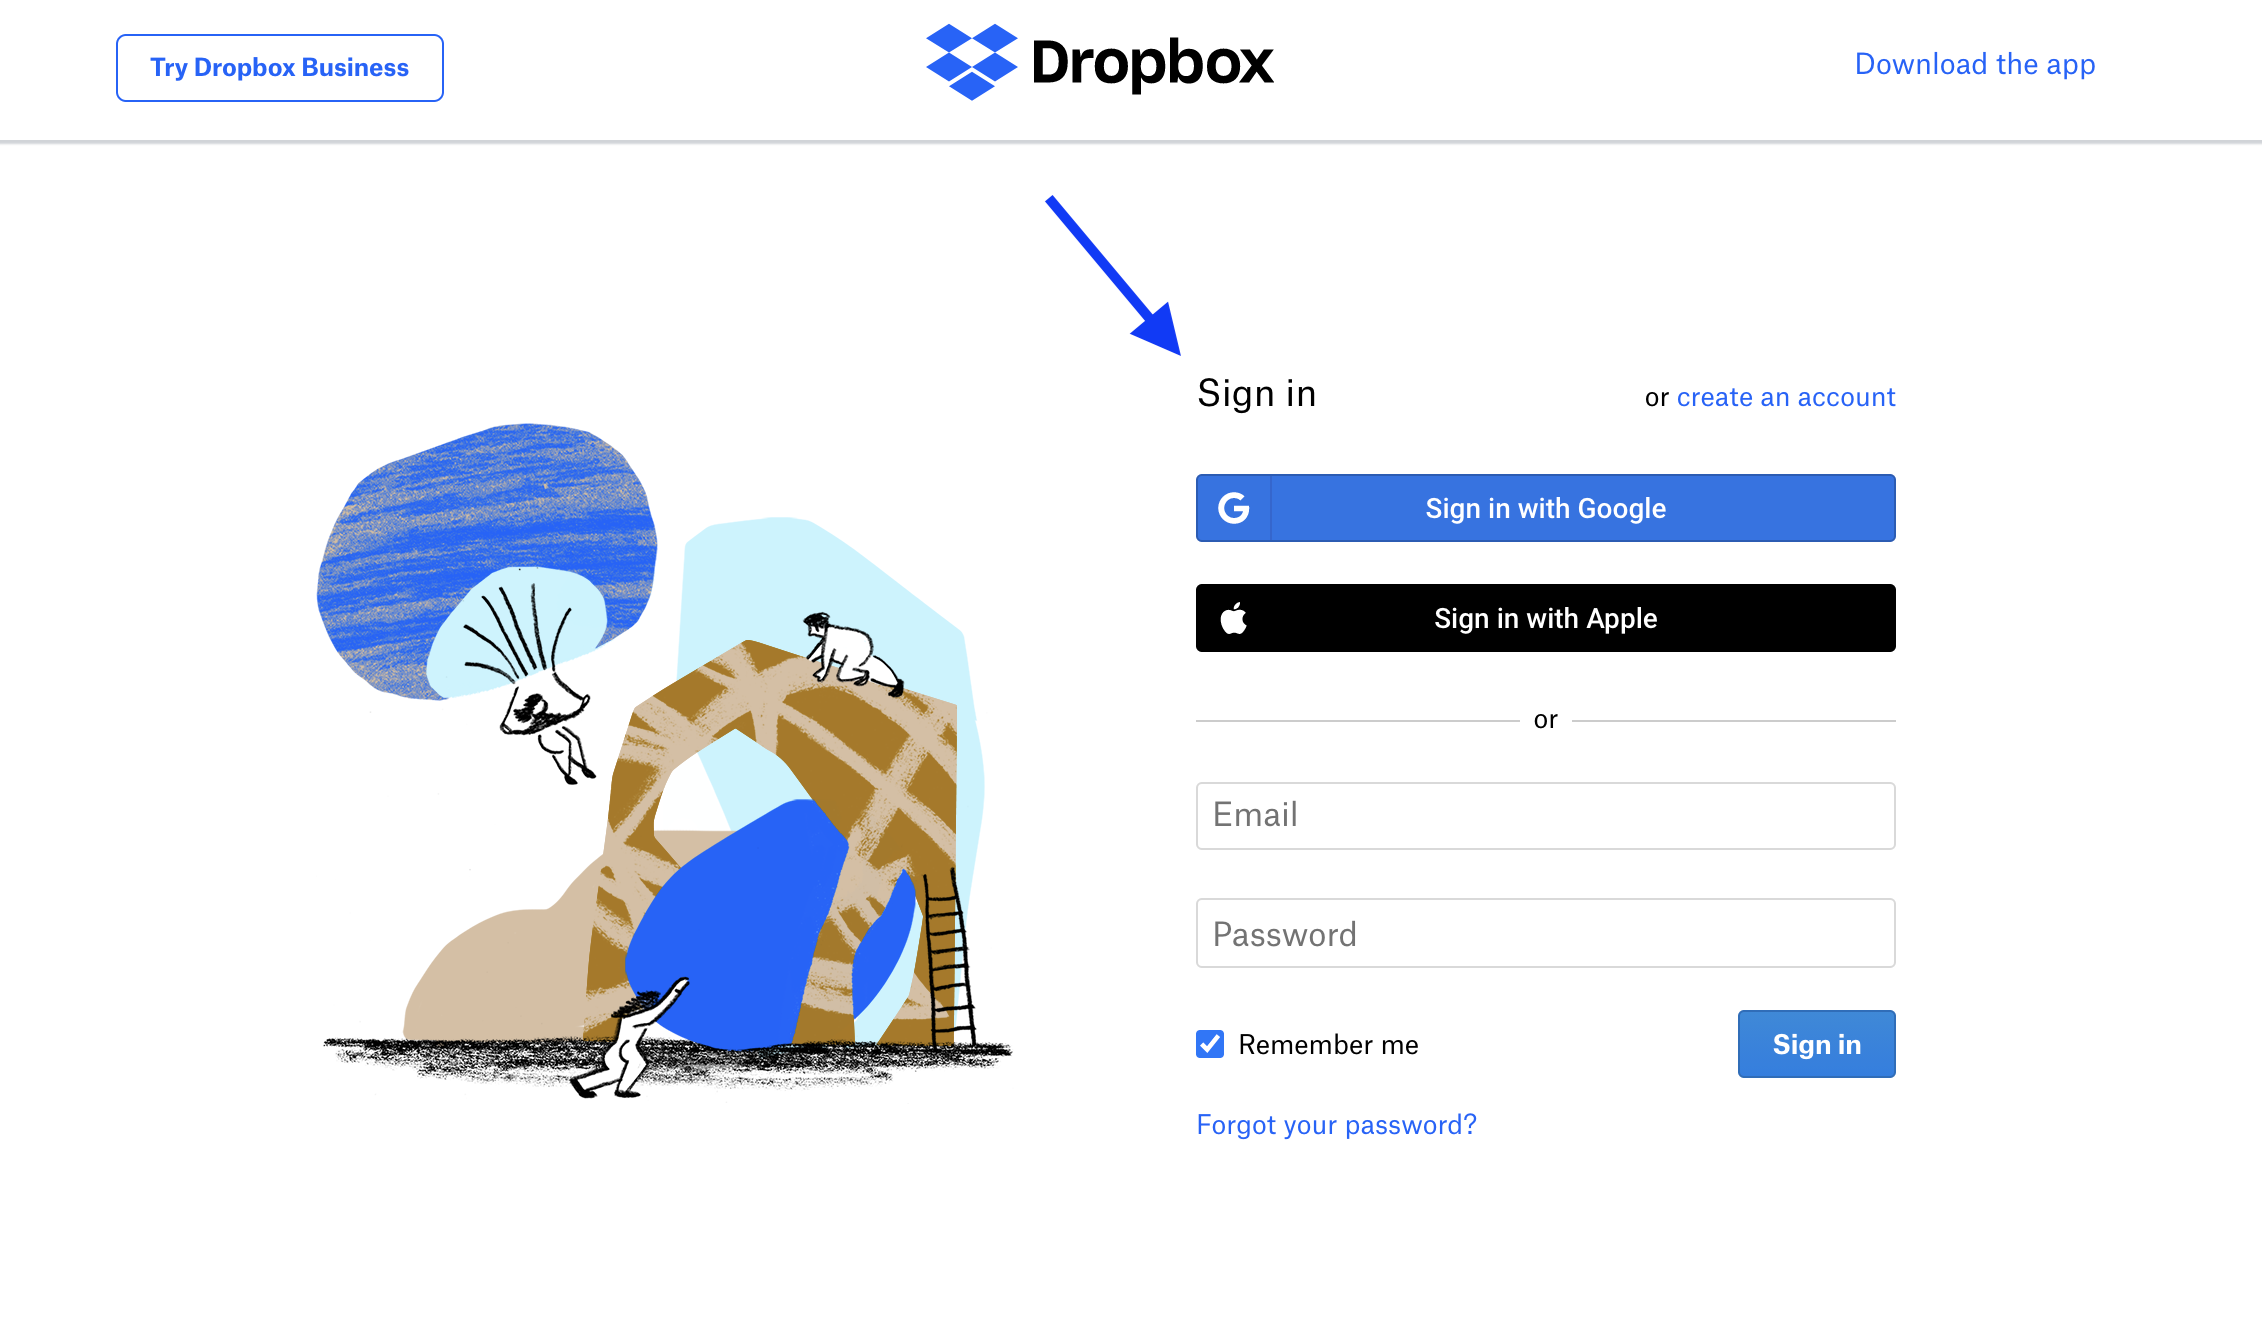 Try Dropbox Business
Dropbox
Download the app
Sign in
or create an account
Sign in with Google
Sign in with Apple
or
Email
Password
Remember me
Sign in
Forgot your password?